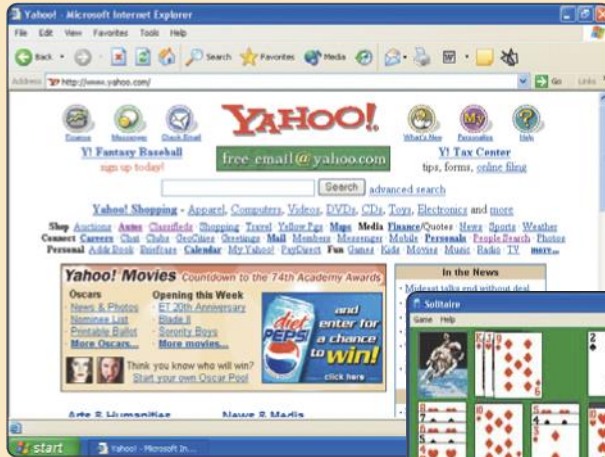 Yahoo! - Microsoft Internet Explorer
File Edit View Favorites Tools Help
Back Search Favorites Media
Address http://www.yahoo.com/ Go Links
Finance Messenger Check Email YAHOO! What's New Personalize Help
Y! Fantasy Baseball
sign up today!
free email@yahoo.com
Y! Tax Center
tips, forms, online filing
Search advanced search
Yahoo! Shopping - Apparel, Computers, Videos, DVDs, CDs, Toys, Electronics and more
Shop Auctions Autos Classifieds Shopping Travel Yellow Pgs Maps Media Finance/Quotes News Sports Weather
Connect Careers Chat Clubs GeoCities Greetings Mail Members Messenger Mobile Personals People Search Photos
Personal Addr Book Briefcase Calendar My Yahoo! PayDirect Fun Games Kids Movies Music Radio TV more...
Yahoo! Movies Countdown to the 74th Academy Awards
Oscars
· News & Photos
· Nominee List
· Printable Ballot
· More Oscars...
Opening this Week
· ET 20th Anniversary
· Blade II
· Sorority Boys
· More movies...
Think you know who will win?
Start your own Oscar Pool
diet
PEPSI
and
enter for
a chance
to win!
click here
In the News
· Mideast talks end without deal
Arts & Humanities News & Media
start Yahoo! - Microsoft In...
Solitaire
Game Help